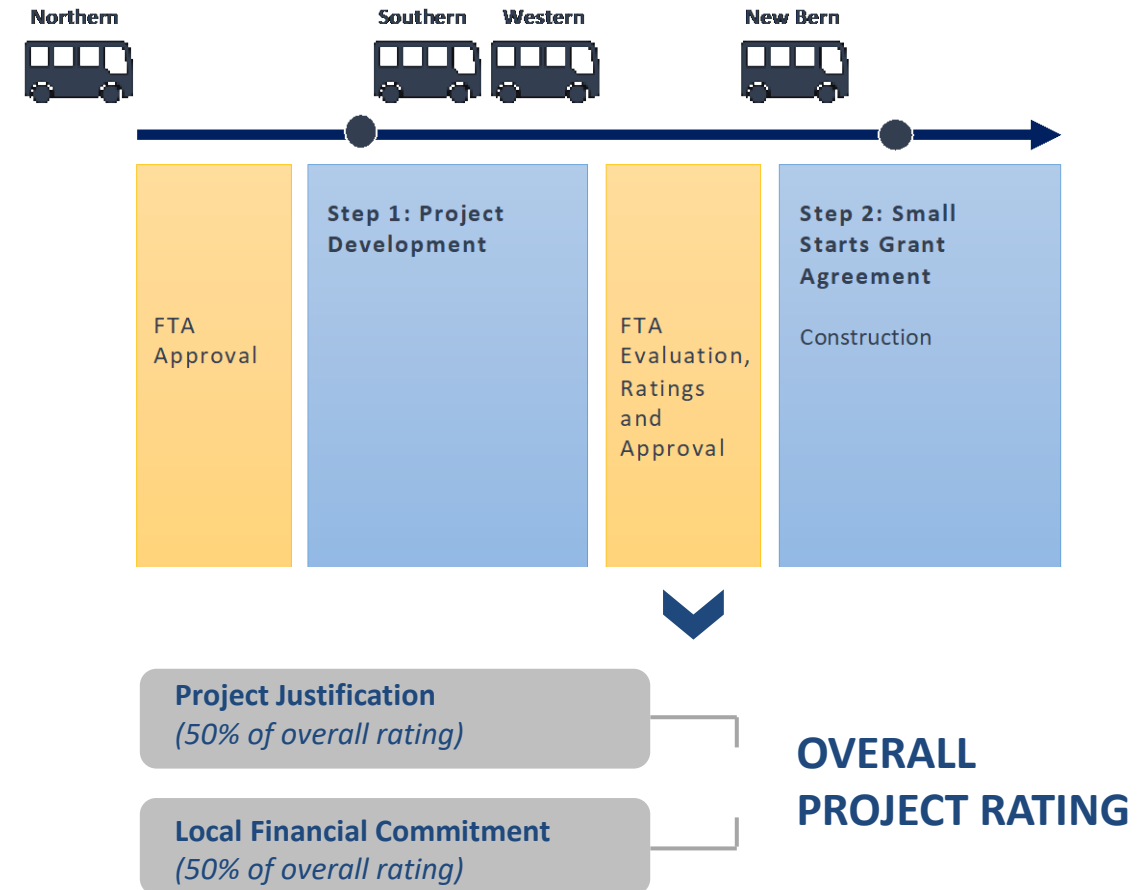 Northern
Southern
Western
New Bern
FTA
Approval
Step 1: Project
Development
FTA
Evaluation,
Ratings
and
Approval
Step 2: Small
Starts Grant
Agreement
Construction
Project Justification
(50% of overall rating)
Local Financial Commitment
(50% of overall rating)
OVERALL
PROJECT RATING